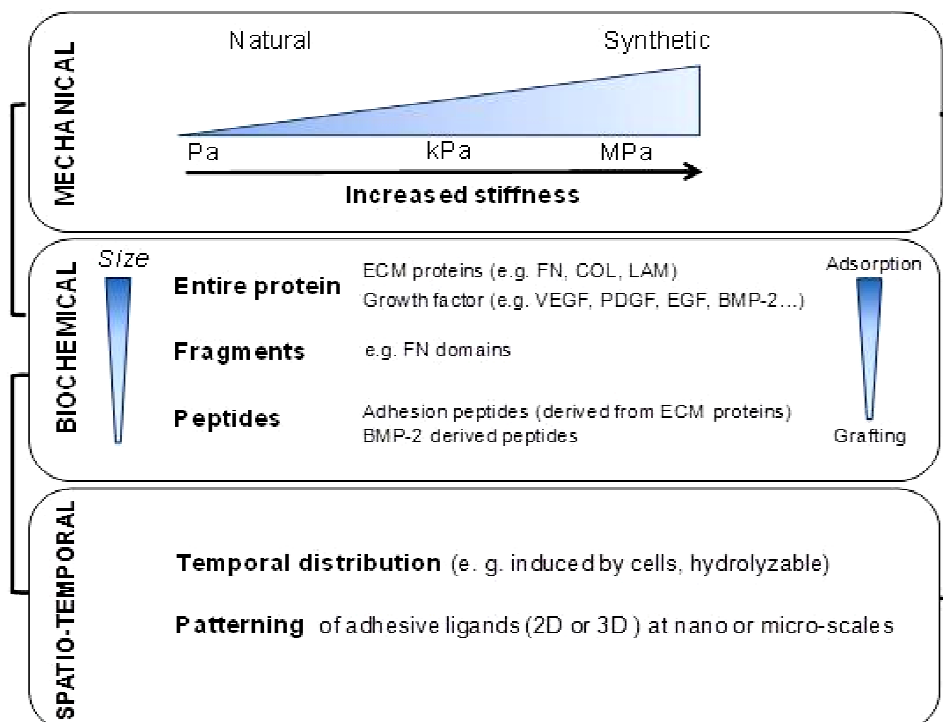 MECHANICAL
Natural
Synthetic
Pa
kPa
MPa
Increased stiffness
BIOCHEMICAL
Size
Adsorption
Entire protein
ECM proteins (e.g. FN, COL, LAM)
Growth factor (e.g. VEGF, PDGF, EGF, BMP-2...)
Fragments
e.g. FN domains
Peptides
Adhesion peptides (derived from ECM proteins)
BMP-2 derived peptides
Grafting
SPATIO-TEMPORAL
Temporal distribution (e. g. induced by cells, hydrolyzable)
Patterning of adhesive ligands (2D or 3D ) at nano or micro-scales